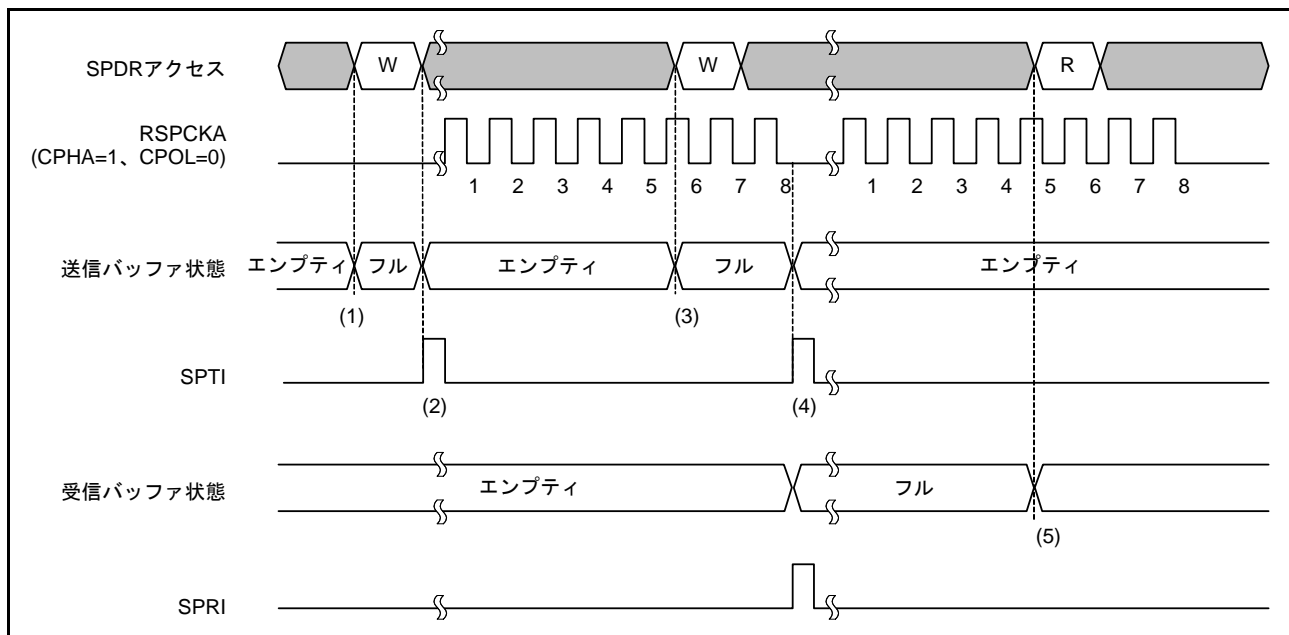 SPDRアクセス W W R
RSPCKA
(CPHA=1、CPOL=0)
1 2 3 4 5 6 7 8 1 2 3 4 5 6 7 8
送信バッファ状態 エンプティ フル エンプティ フル エンプティ
(1) (3)
SPTI
(2) (4)
受信バッファ状態 エンプティ フル
(5)
SPRI